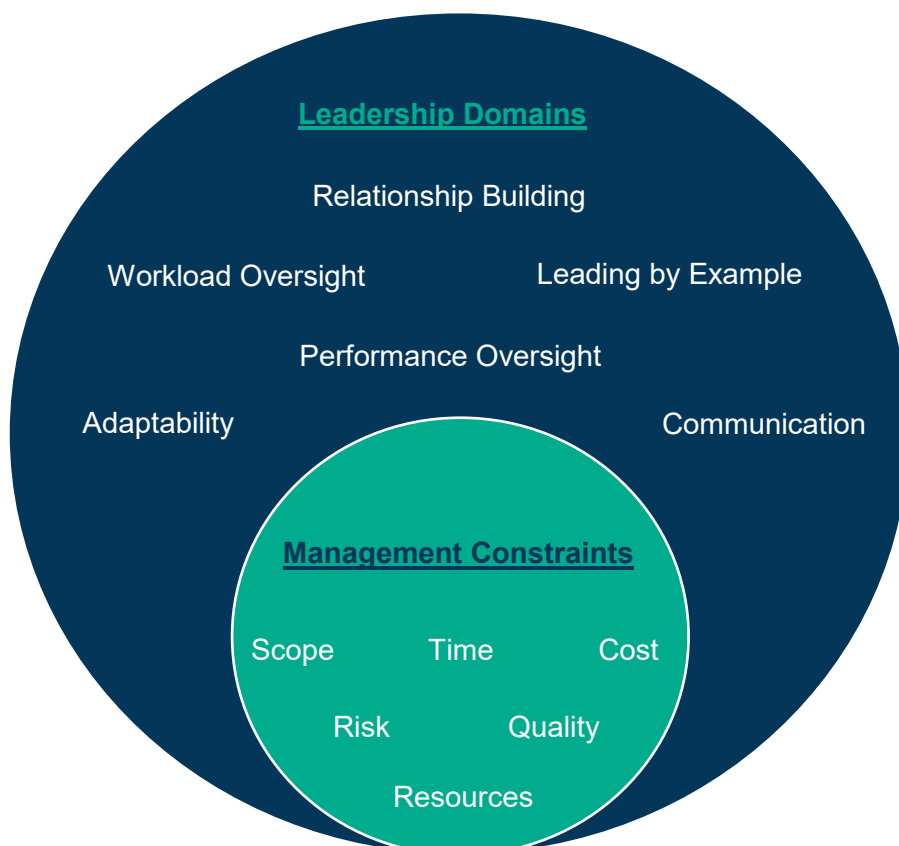 Leadership Domains
Relationship Building
Workload Oversight Leading by Example
Performance Oversight
Adaptability Communication
Management Constraints
Scope Time Cost
Risk Quality
Resources